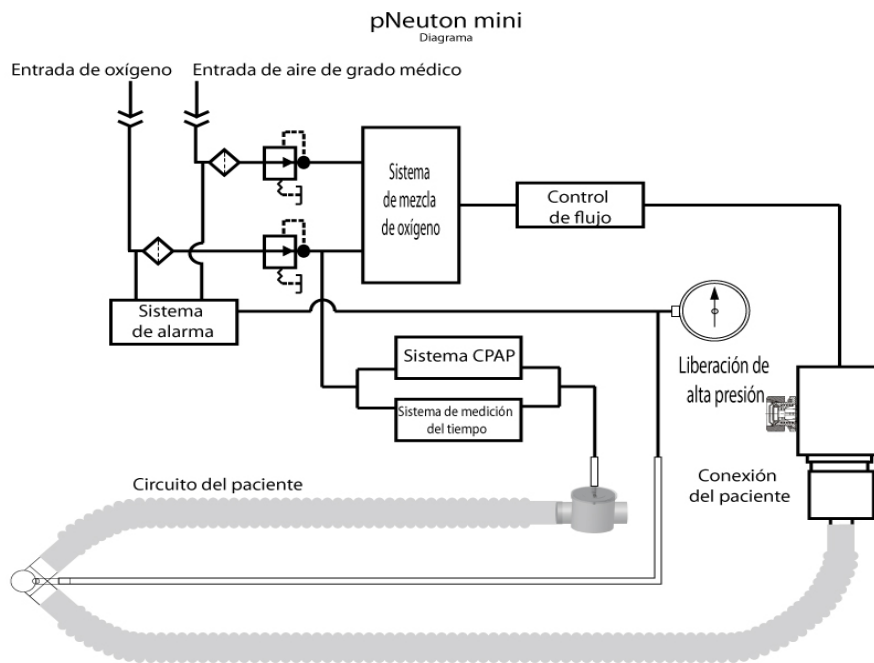 pNeuton mini
Diagrama
Entrada de oxígeno
Entrada de aire de grado médico
Sistema
de mezcla
de oxígeno
Control
de flujo
Sistema
de alarma
Sistema CPAP
Sistema de medición
del tiempo
Liberación de
alta presión
Circuito del paciente
Conexión
del paciente